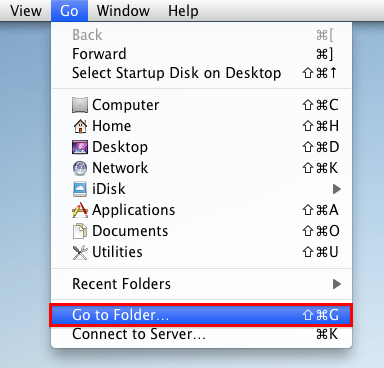 View Go Window Help
Back ⌘[
Forward ⌘]
Select Startup Disk on Desktop ⇧⌘↑
Computer ⇧⌘C
Home ⇧⌘H
Desktop ⇧⌘D
Network ⇧⌘K
iDisk ▶
Applications ⇧⌘A
Documents ⇧⌘O
Utilities ⇧⌘U
Recent Folders ▶
Go to Folder... ⇧⌘G
Connect to Server... ⌘K